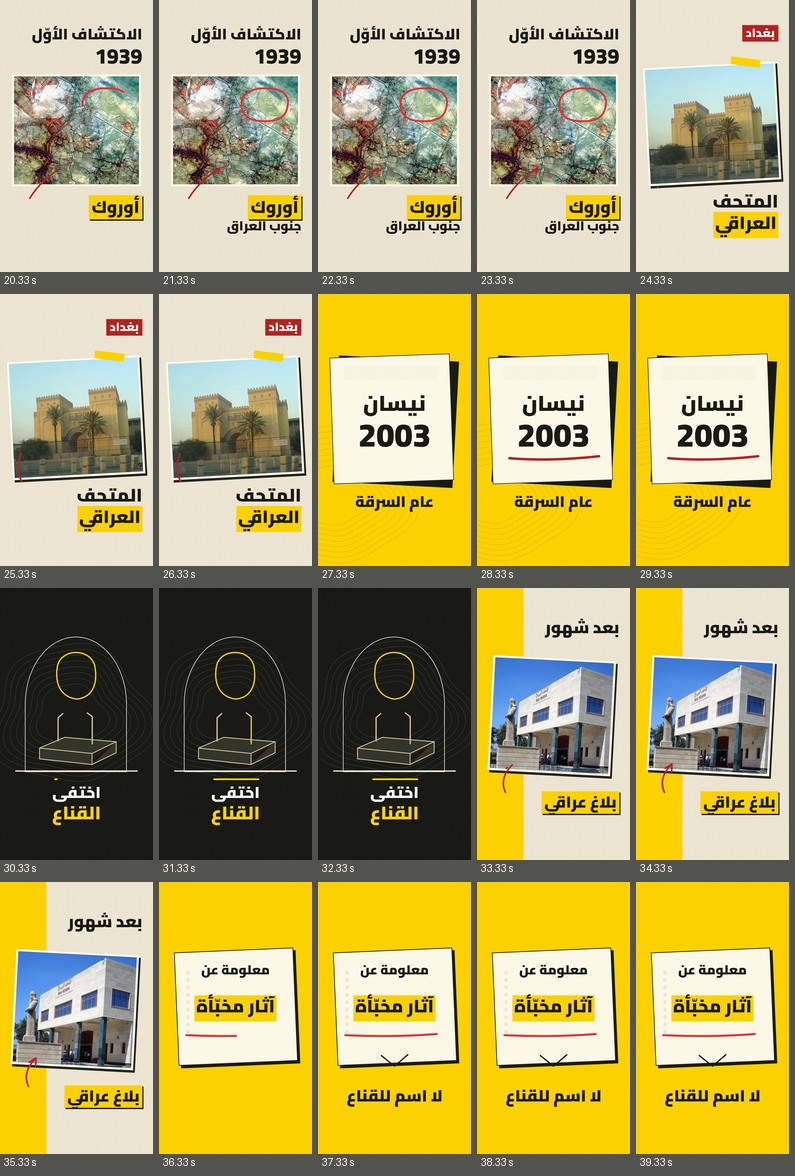 الاكتشاف الأوّل
1939
أوروك
20.33 s
الاكتشاف الأوّل
1939
أوروك
جنوب العراق
21.33 s
الاكتشاف الأوّل
1939
أوروك
جنوب العراق
22.33 s
الاكتشاف الأوّل
1939
أوروك
جنوب العراق
23.33 s
بغداد
المتحف
العراقي
24.33 s
بغداد
المتحف
العراقي
25.33 s
بغداد
المتحف
العراقي
26.33 s
نيسان
2003
عام السرقة
27.33 s
نيسان
2003
عام السرقة
28.33 s
نيسان
2003
عام السرقة
29.33 s
اختفى
القناع
30.33 s
اختفى
القناع
31.33 s
اختفى
القناع
32.33 s
بعد شهور
بلاغ عراقي
33.33 s
بعد شهور
بلاغ عراقي
34.33 s
بعد شهور
بلاغ عراقي
35.33 s
معلومة عن
آثار مخبّأة
36.33 s
معلومة عن
آثار مخبّأة
لا اسم للقناع
37.33 s
معلومة عن
آثار مخبّأة
لا اسم للقناع
38.33 s
معلومة عن
آثار مخبّأة
لا اسم للقناع
39.33 s